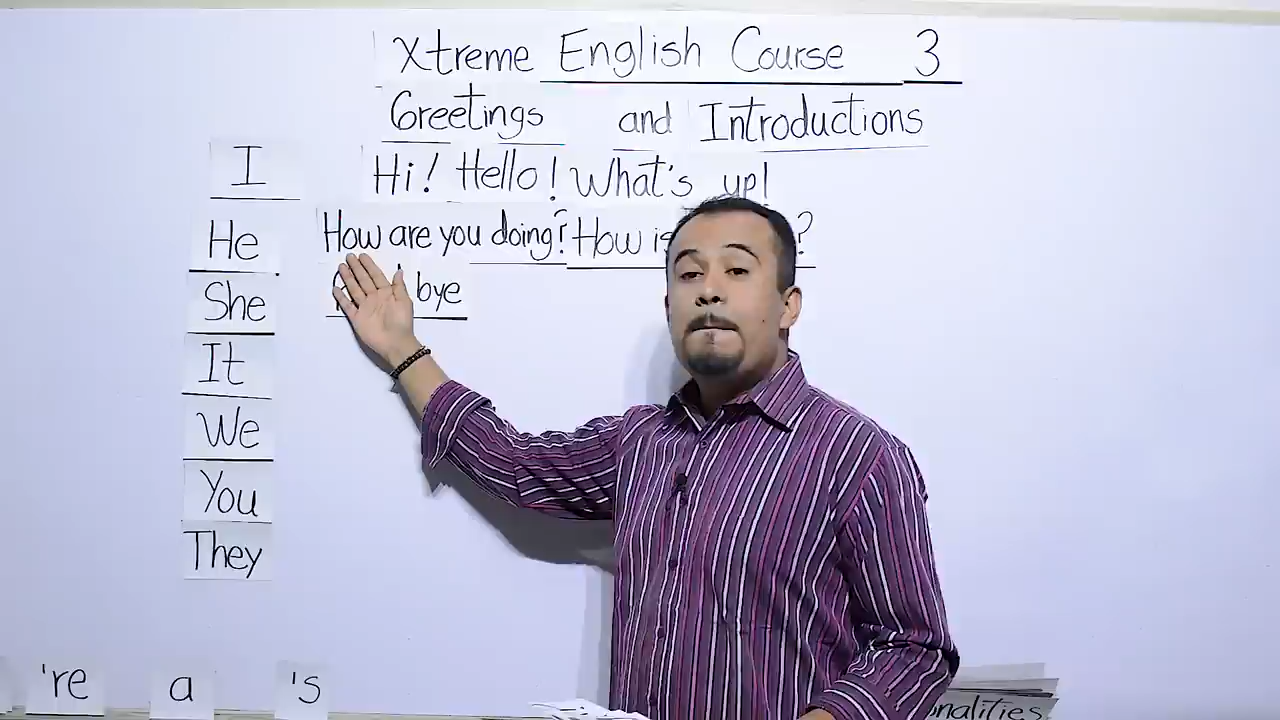 Xtreme English Course 3
Greetings and Introductions
Hi! Hello! What's up!
How are you doing? How is ?
bye
I
He
She
It
We
You
They
're a 's